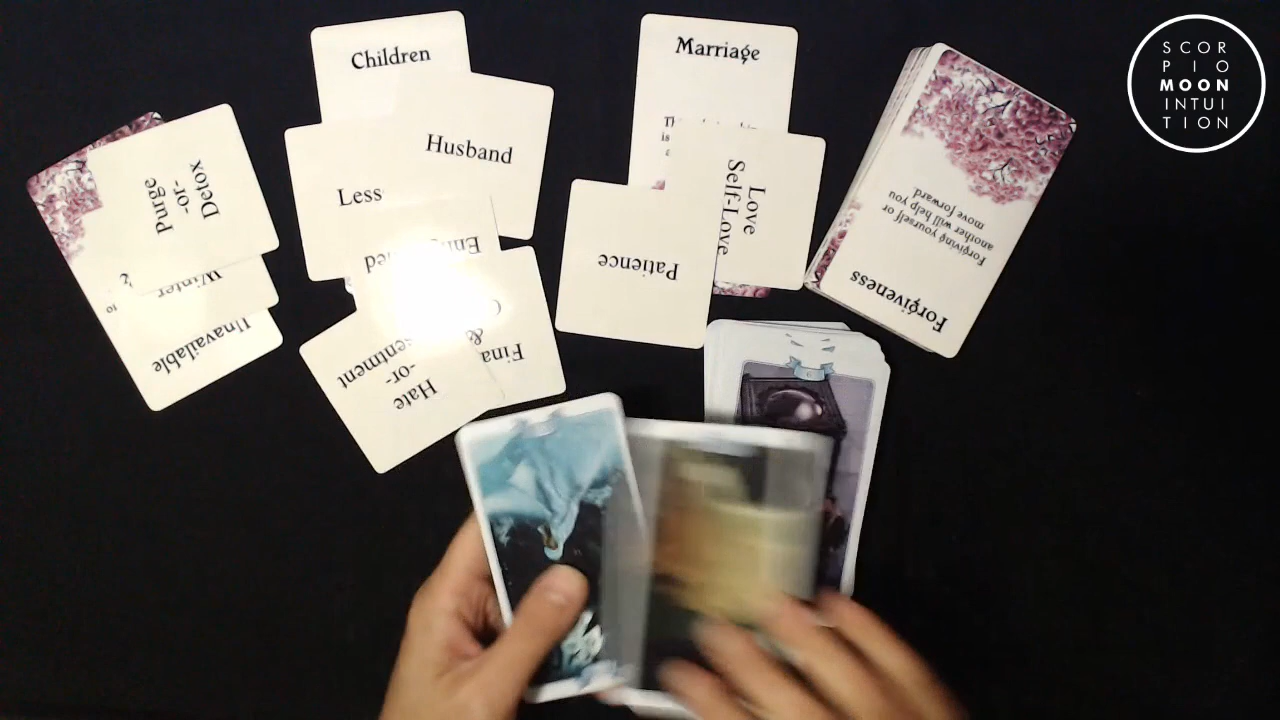 Children
Marriage
SCOR
PIO
MOON
INTUI
TION
Husband
Purge
-or-
Detox
Less
Love
Self-Love
Patience
Forgiveness
Forgiving yourself or
another will help you
move forward
Winter
Unavailable
&
Hate
-or-